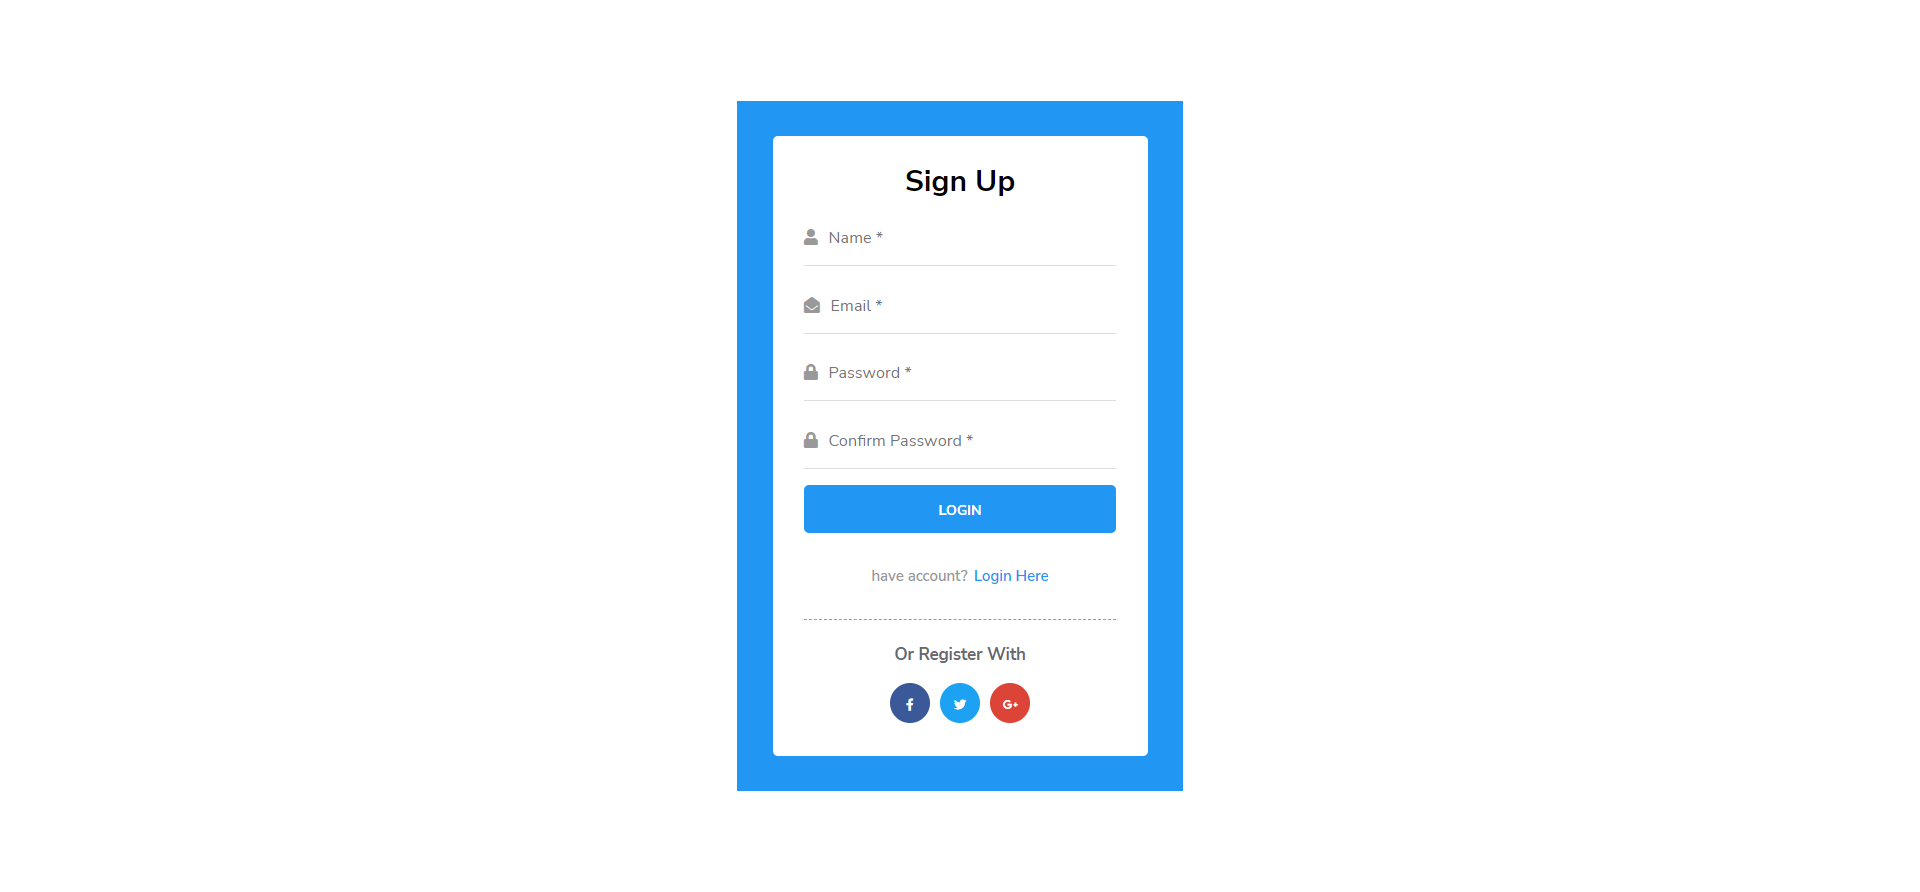 Sign Up
Name *
Email *
Password *
Confirm Password *
LOGIN
have account? Login Here
Or Register With